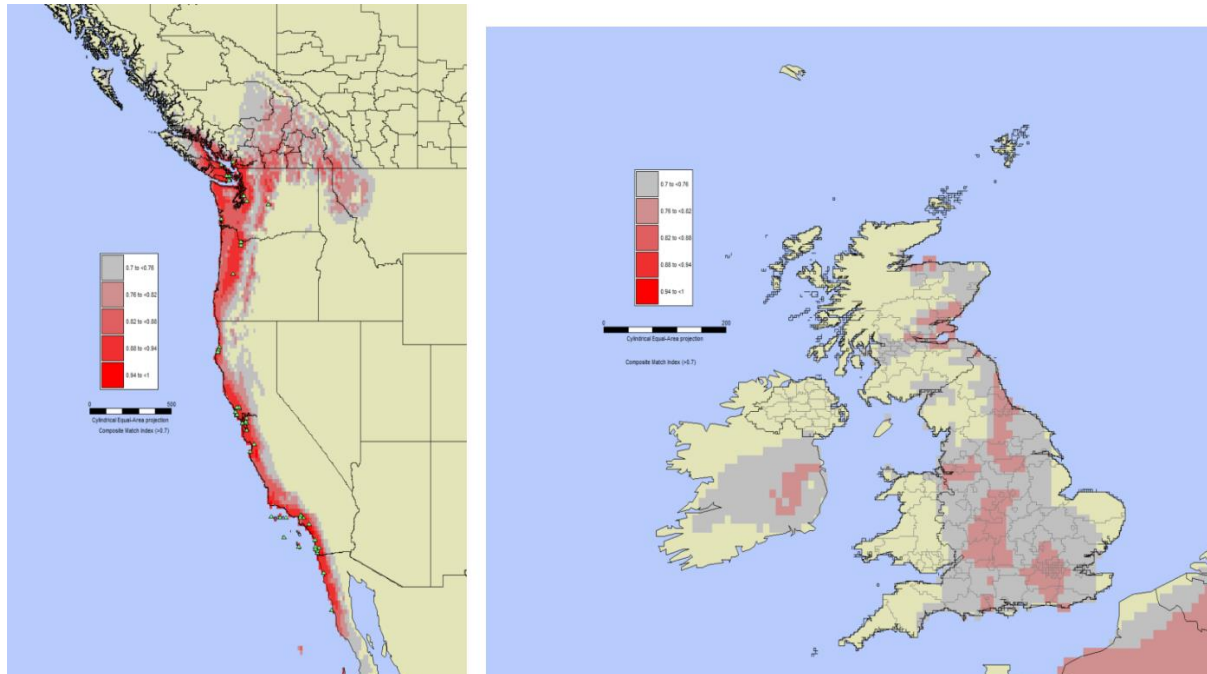 0.7 to <0.76
0.76 to <0.82
0.82 to <0.88
0.88 to <0.94
0.94 to <1
0
500
Cylindrical Equal-Area projection
Composite Match Index (>0.7)
0.7 to <0.76
0.76 to <0.82
0.82 to <0.88
0.88 to <0.94
0.94 to <1
0
200
Cylindrical Equal-Area projection
Composite Match Index (>0.7)